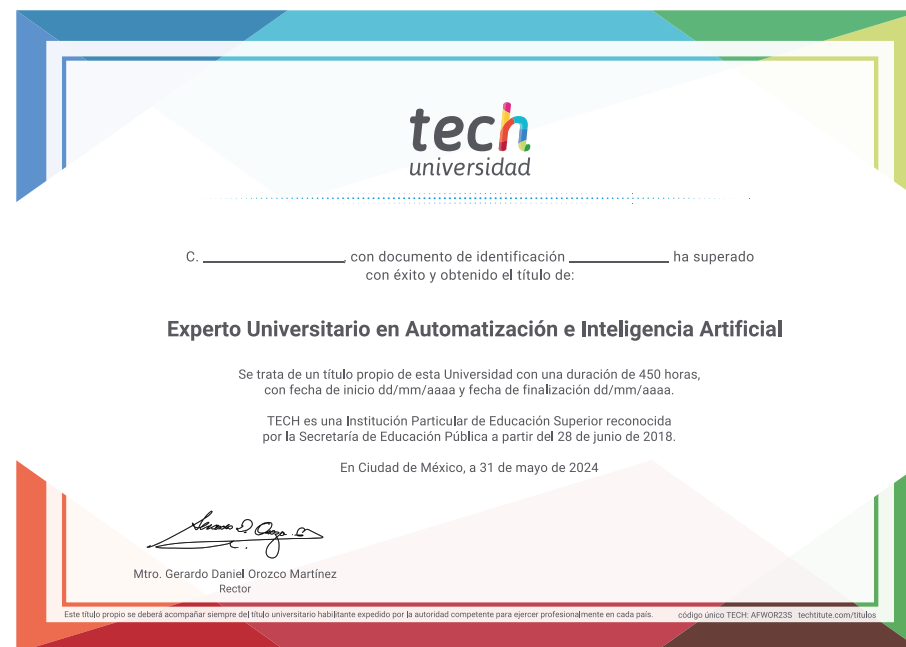 tech
universidad
C. ____________________, con documento de identificación ______________ ha superado
con éxito y obtenido el título de:
Experto Universitario en Automatización e Inteligencia Artificial
Se trata de un título propio de esta Universidad con una duración de 450 horas,
con fecha de inicio dd/mm/aaaa y fecha de finalización dd/mm/aaaa.
TECH es una Institución Particular de Educación Superior reconocida
por la Secretaría de Educación Pública a partir del 28 de junio de 2018.
En Ciudad de México, a 31 de mayo de 2024
Mtro. Gerardo Daniel Orozco Martínez
Rector
Este título propio se deberá acompañar siempre del título universitario habilitante expedido por la autoridad competente para ejercer profesionalmente en cada país. código único TECH: AFWOR23S techtitute.com/titulos